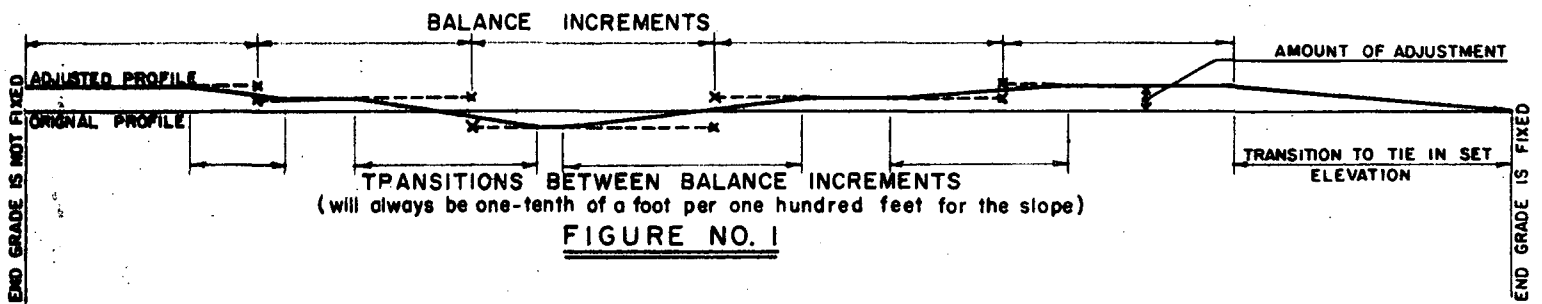 BALANCE INCREMENTS
AMOUNT OF ADJUSTMENT
ADJUSTED PROFILE
ORIGNAL PROFILE
END GRADE IS NOT FIXED
TRANSITION TO TIE IN SET
ELEVATION
END GRADE IS FIXED
TRANSITIONS BETWEEN BALANCE INCREMENTS
(will always be one-tenth of a foot per one hundred feet for the slope)
FIGURE NO. 1